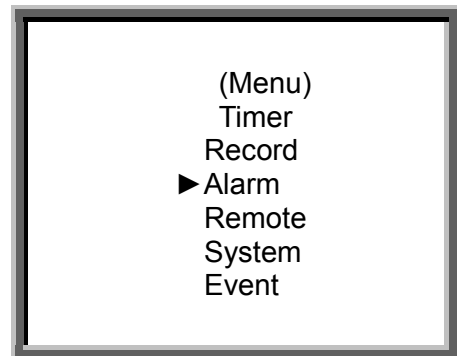 (Menu)
Timer
Record
►Alarm
Remote
System
Event